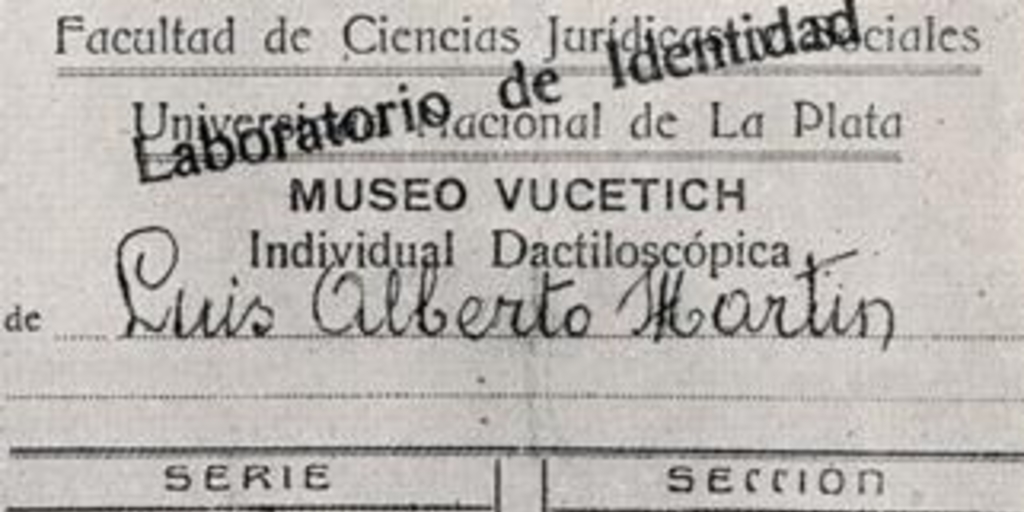 Facultad de Ciencias Jurídicas y Sociales
Laboratorio de Identidad
Universidad Nacional de La Plata
MUSEO VUCETICH
Individual Dactiloscópica
de Luis Alberto Martin
SERIE SECCIÓN